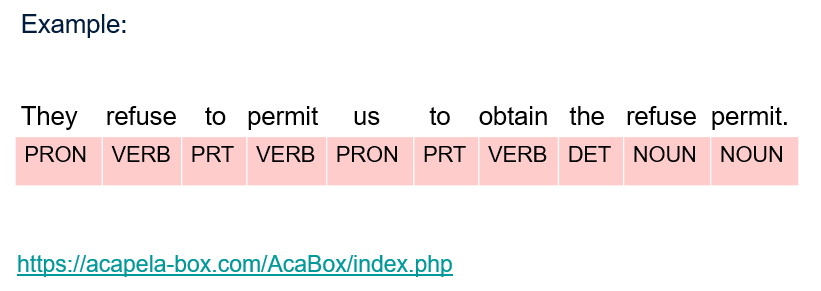 Example:
They refuse to permit us to obtain the refuse permit.
PRON VERB PRT VERB PRON PRT VERB DET NOUN NOUN
https://acapela-box.com/AcaBox/index.php